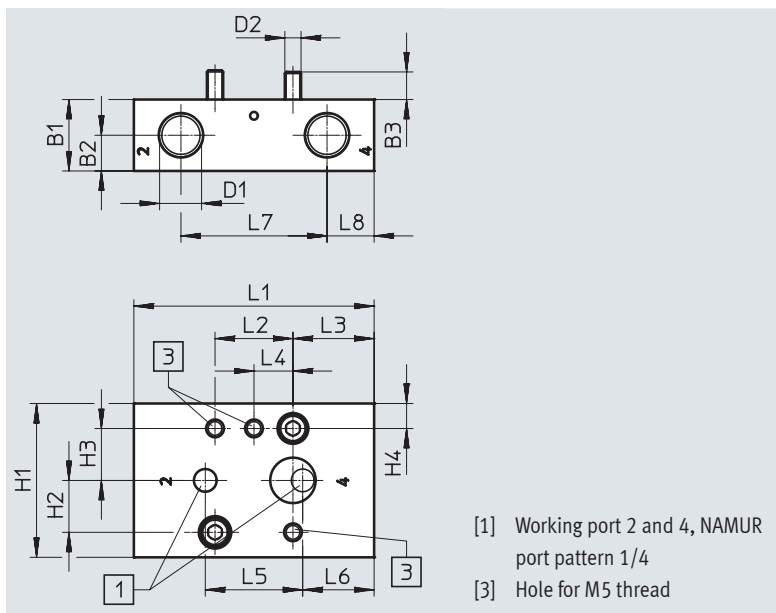 D2
B1
B2
B3
2
4
D1
L7
L8
L1
L2
L3
3
L4
H1
H3
H2
H4
2
4
[1] Working port 2 and 4, NAMUR
port pattern 1/4
1
L5
L6
3
[3] Hole for M5 thread